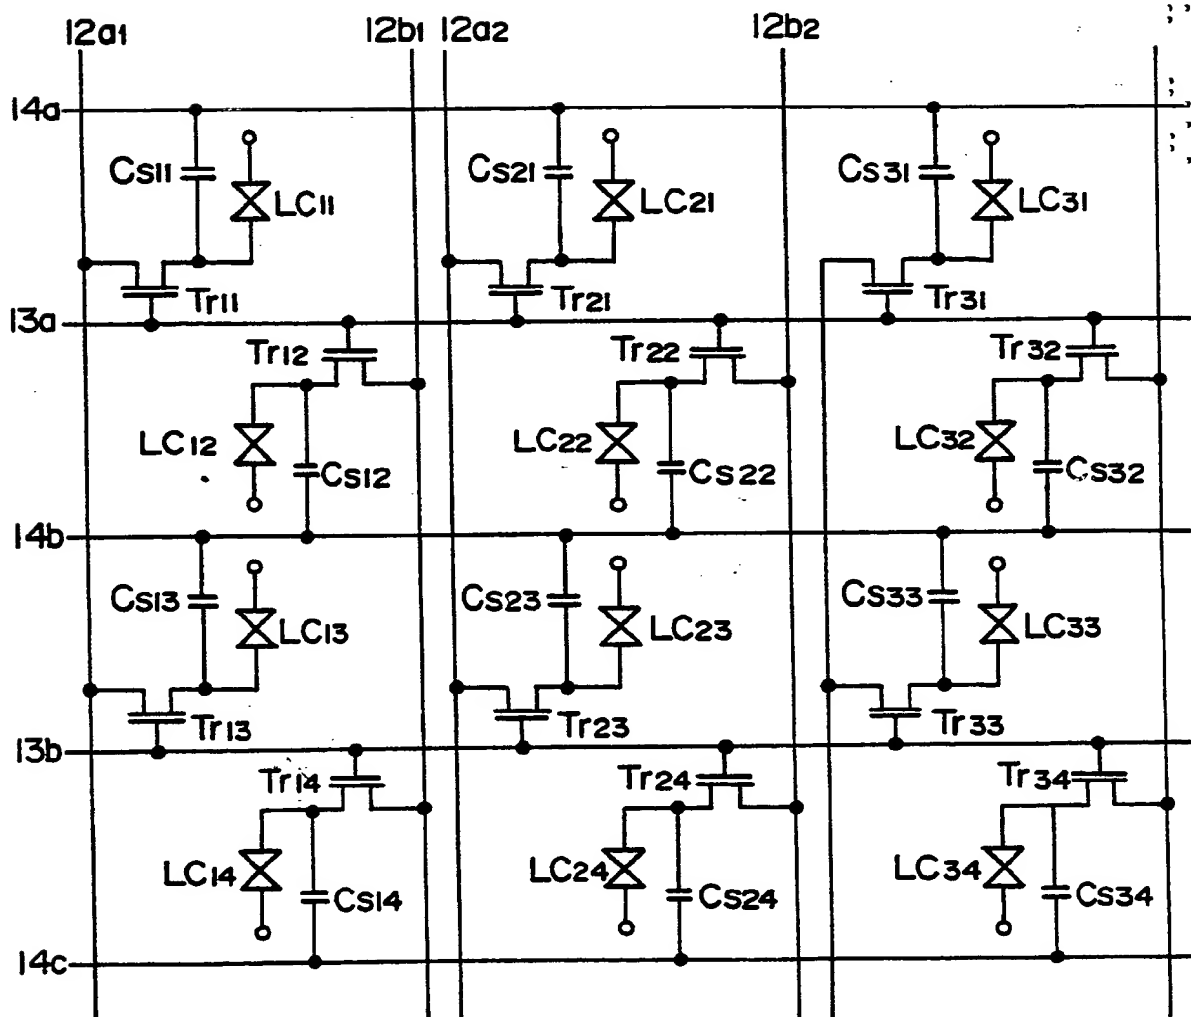 12a1 12b1 12a2 12b2
14a
Cs11 LC11 Cs21 LC21 Cs31 LC31
Tr11 Tr21 Tr31
13a
Tr12 Tr22 Tr32
LC12 Cs12 LC22 Cs22 LC32 Cs32
14b
Cs13 LC13 Cs23 LC23 Cs33 LC33
Tr13 Tr23 Tr33
13b
Tr14 Tr24 Tr34
LC14 Cs14 LC24 Cs24 LC34 Cs34
14c